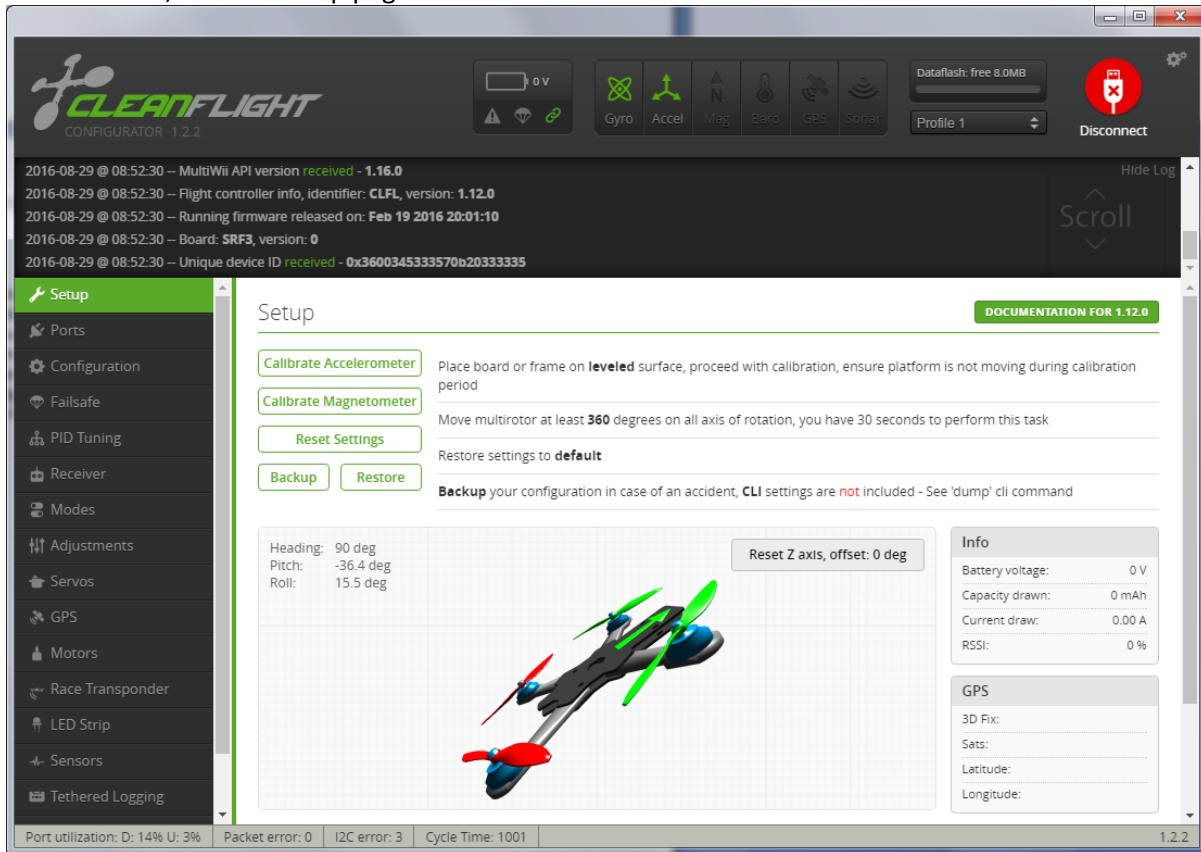 CLEANFLIGHT
CONFIGURATOR 1.2.2
0 V
Gyro
Accel
Mag
Baro
GPS
Sonar
Dataflash: free 8.0MB
Profile 1
Disconnect
2016-08-29 @ 08:52:30 -- MultiWii API version received - 1.16.0
Hide Log
2016-08-29 @ 08:52:30 -- Flight controller info, identifier: CLFL, version: 1.12.0
2016-08-29 @ 08:52:30 -- Running firmware released on: Feb 19 2016 20:01:10
2016-08-29 @ 08:52:30 -- Board: SRF3, version: 0
2016-08-29 @ 08:52:30 -- Unique device ID received - 0x3600345333570b20333335
Scroll
Setup
Ports
Configuration
Failsafe
PID Tuning
Receiver
Modes
Adjustments
Servos
GPS
Motors
Race Transponder
LED Strip
Sensors
Tethered Logging
Setup
DOCUMENTATION FOR 1.12.0
Calibrate Accelerometer
Place board or frame on leveled surface, proceed with calibration, ensure platform is not moving during calibration
period
Calibrate Magnetometer
Move multirotor at least 360 degrees on all axis of rotation, you have 30 seconds to perform this task
Reset Settings
Restore settings to default
Backup
Restore
Backup your configuration in case of an accident, CLI settings are not included - See 'dump' cli command
Heading: 90 deg
Pitch: -36.4 deg
Roll: 15.5 deg
Reset Z axis, offset: 0 deg
Info
Battery voltage: 0 V
Capacity drawn: 0 mAh
Current draw: 0.00 A
RSSI: 0 %
GPS
3D Fix:
Sats:
Latitude:
Longitude:
Port utilization: D: 14% U: 3%
Packet error: 0
I2C error: 3
Cycle Time: 1001
1.2.2